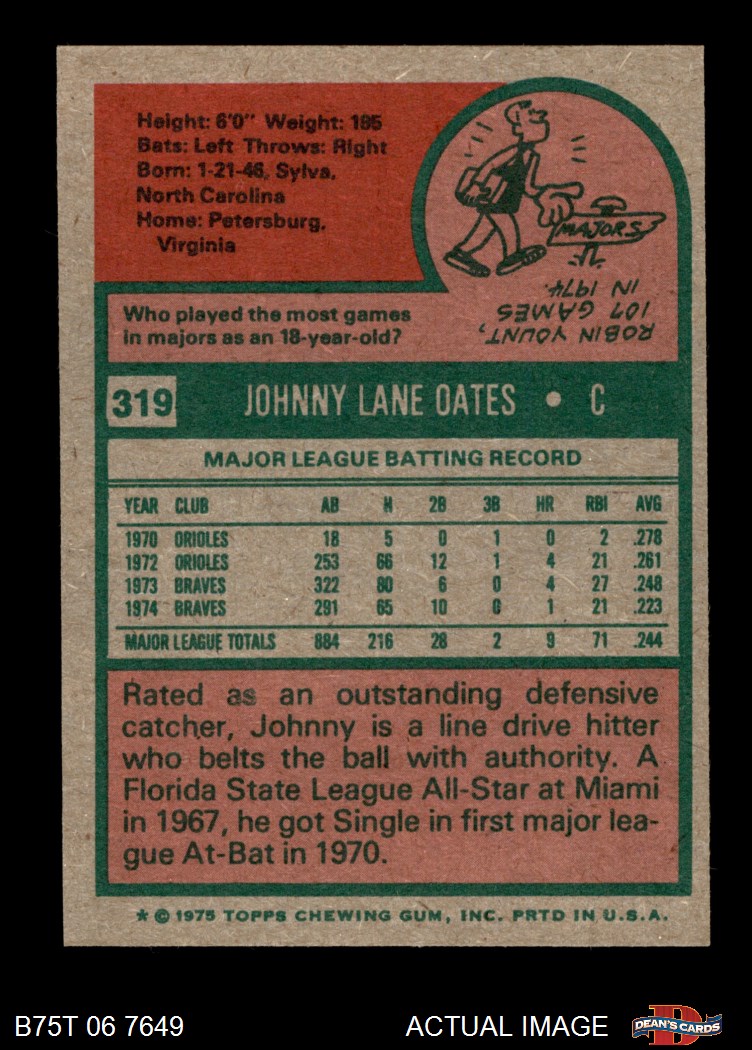 Height: 6'0" Weight: 185
Bats: Left Throws: Right
Born: 1-21-46, Sylva,
North Carolina
Home: Petersburg,
Virginia
MAJORS
Who played the most games
in majors as an 18-year-old?
ROBIN YOUNT,
107 GAMES
IN 1974.
319 JOHNNY LANE OATES • C
MAJOR LEAGUE BATTING RECORD
YEAR CLUB AB H 2B 3B HR RBI AVG
1970 ORIOLES 18 5 0 1 0 2 .278
1972 ORIOLES 253 66 12 1 4 21 .261
1973 BRAVES 322 80 6 0 4 27 .248
1974 BRAVES 291 65 10 0 1 21 .223
MAJOR LEAGUE TOTALS 884 216 28 2 9 71 .244
Rated as an outstanding defensive
catcher, Johnny is a line drive hitter
who belts the ball with authority. A
Florida State League All-Star at Miami
in 1967, he got Single in first major lea-
gue At-Bat in 1970.
* © 1975 TOPPS CHEWING GUM, INC. PRTD IN U.S.A.
B75T 06 7649 ACTUAL IMAGE DEAN'S CARDS